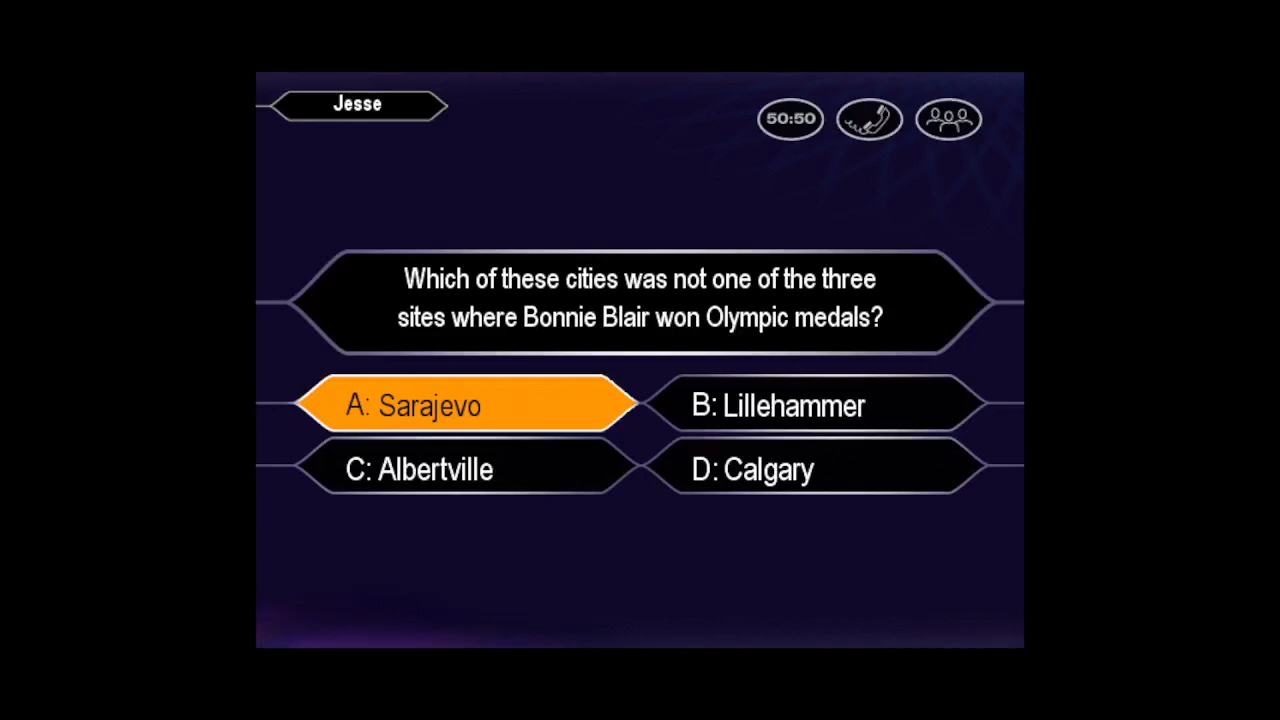 Jesse
50:50
Which of these cities was not one of the three
sites where Bonnie Blair won Olympic medals?
A: Sarajevo
B: Lillehammer
C: Albertville
D: Calgary